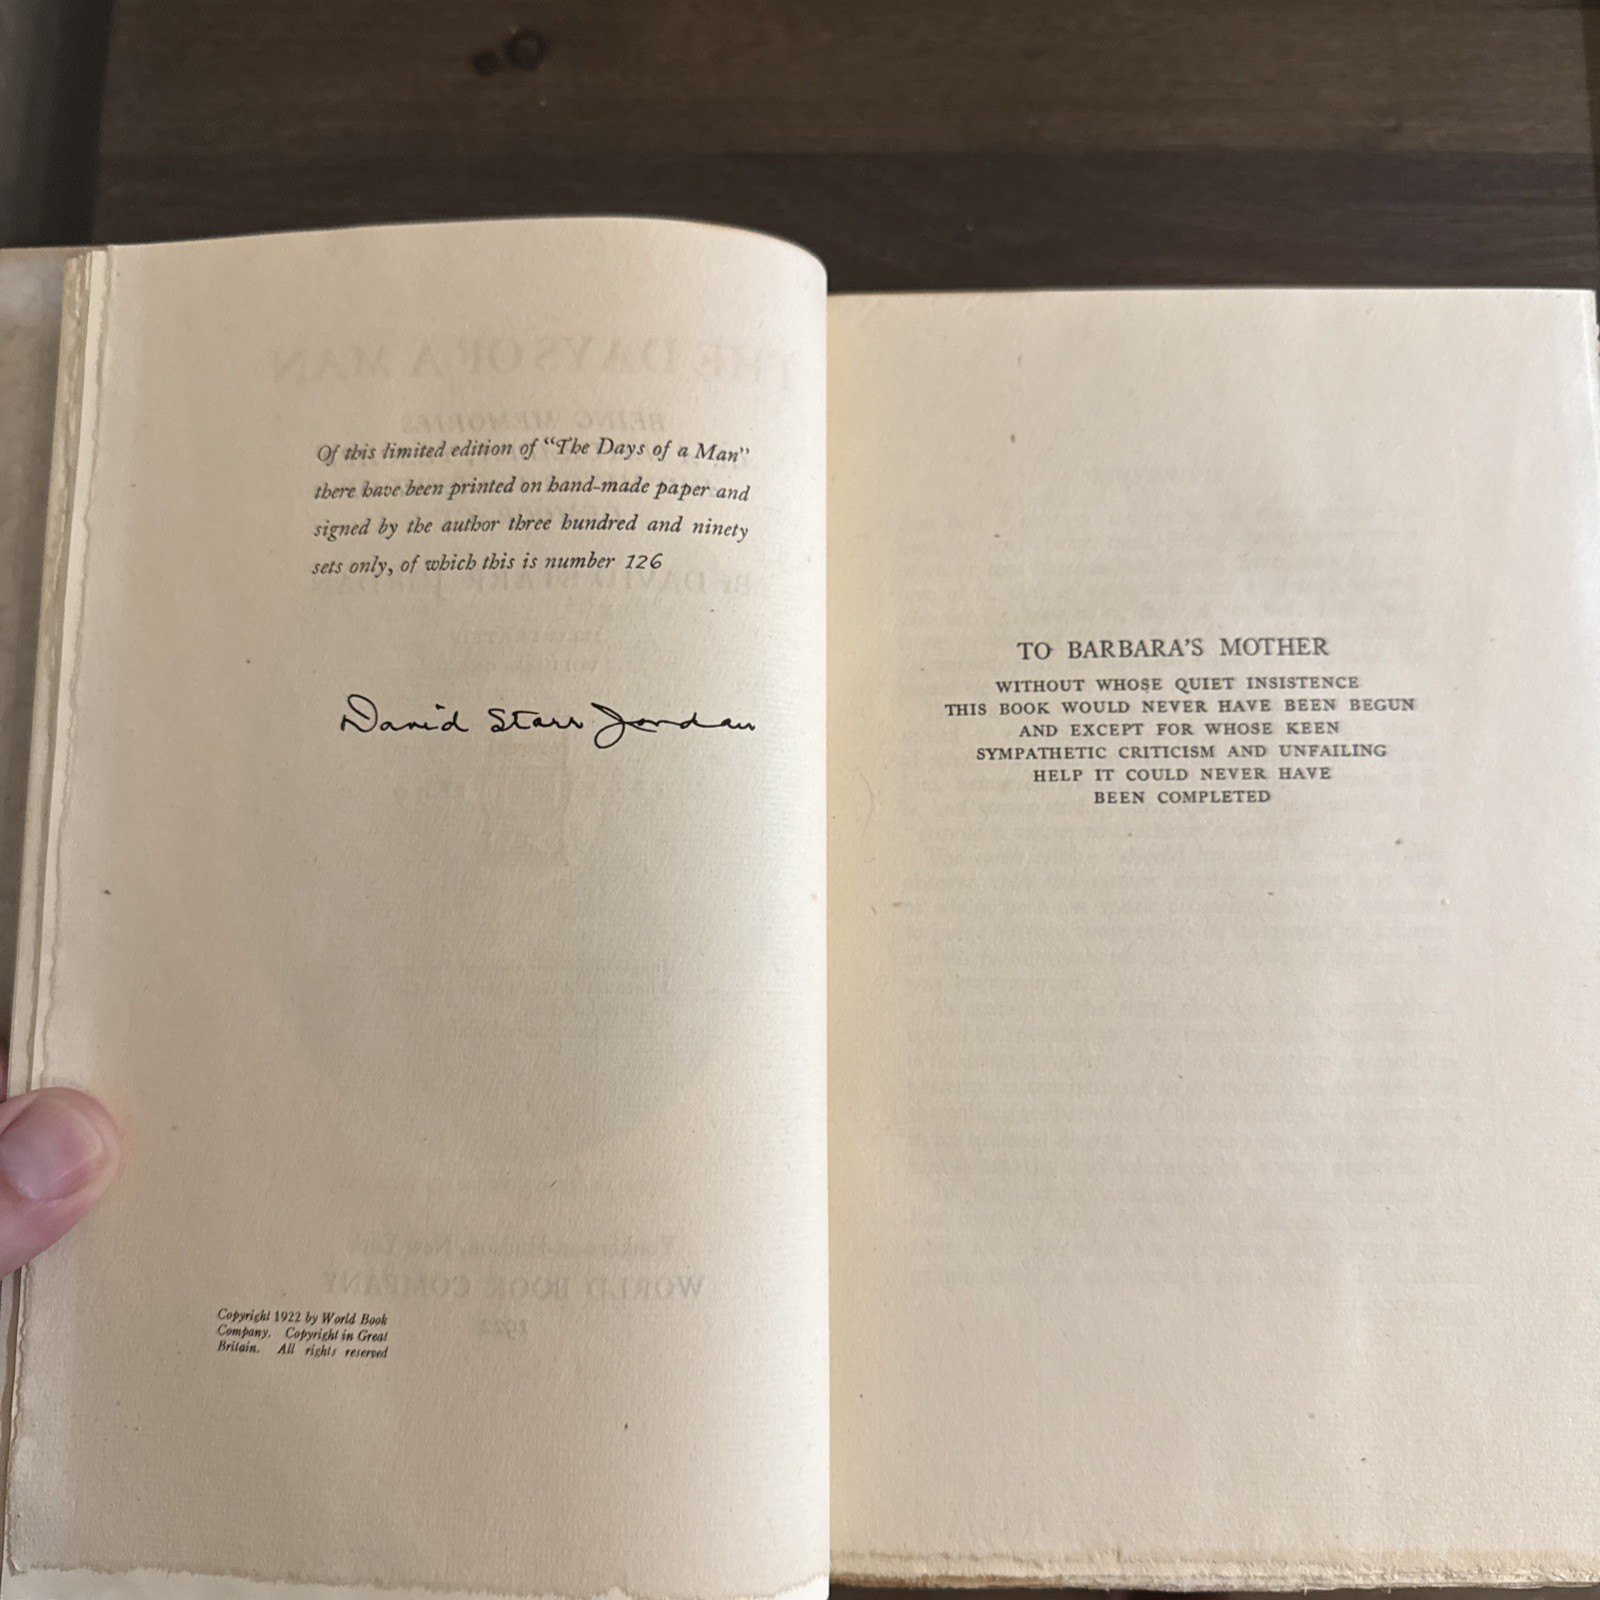 Of this limited edition of “The Days of a Man”
there have been printed on hand-made paper and
signed by the author three hundred and ninety
sets only, of which this is number 126
David Starr Jordan
Copyright 1922 by World Book
Company. Copyright in Great
Britain. All rights reserved
TO BARBARA'S MOTHER
WITHOUT WHOSE QUIET INSISTENCE
THIS BOOK WOULD NEVER HAVE BEEN BEGUN
AND EXCEPT FOR WHOSE KEEN
SYMPATHETIC CRITICISM AND UNFAILING
HELP IT COULD NEVER HAVE
BEEN COMPLETED